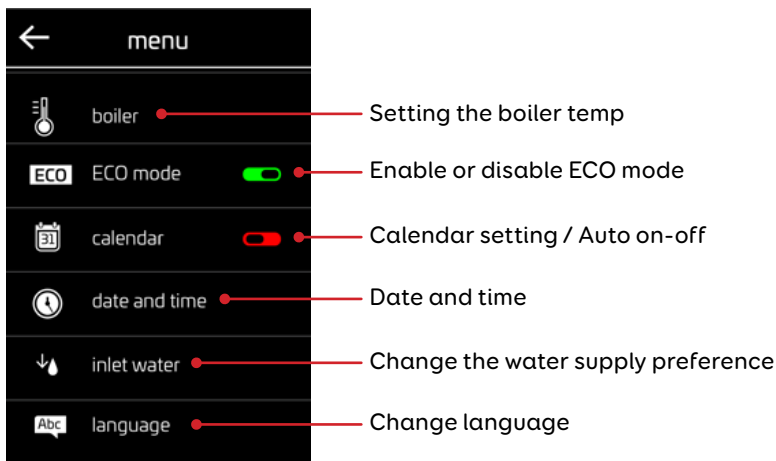 menu
boiler
Setting the boiler temp
ECO
ECO mode
Enable or disable ECO mode
31
calendar
Calendar setting / Auto on-off
date and time
Date and time
inlet water
Change the water supply preference
Abc
language
Change language